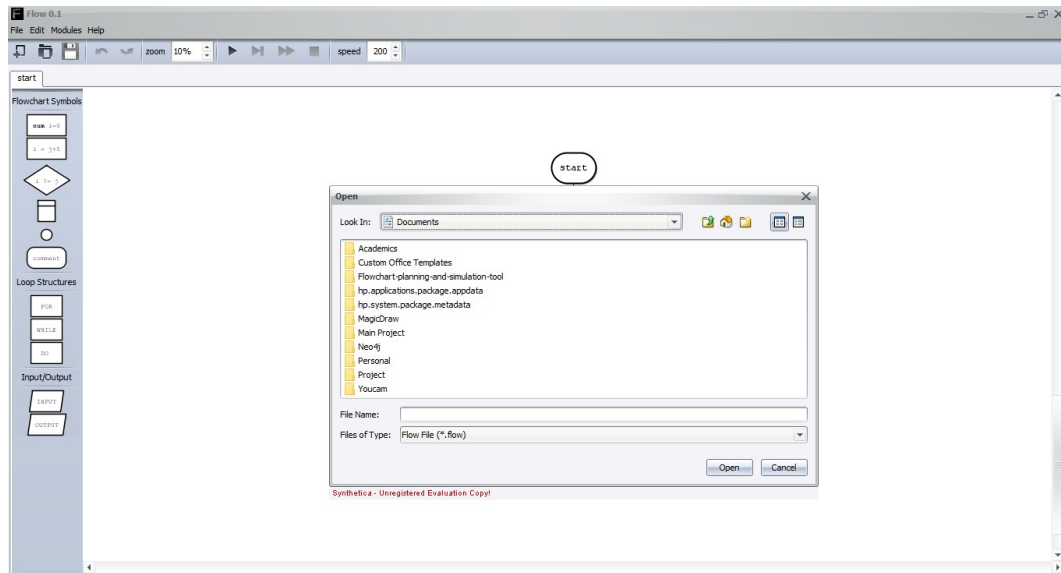 Flow 0.1
File Edit Modules Help
zoom 10% speed 200
start
Flowchart Symbols
num i=0
i = j+5
i != j
comment
Loop Structures
FOR
WHILE
DO
Input/Output
INPUT
OUTPUT
start
Open
Look In: Documents
Academics
Custom Office Templates
Flowchart-planning-and-simulation-tool
hp.applications.package.appdata
hp.system.package.metadata
MagicDraw
Main Project
Neo4j
Personal
Project
Youcam
File Name:
Files of Type: Flow File (*.flow)
Open Cancel
Synthetica - Unregistered Evaluation Copy!